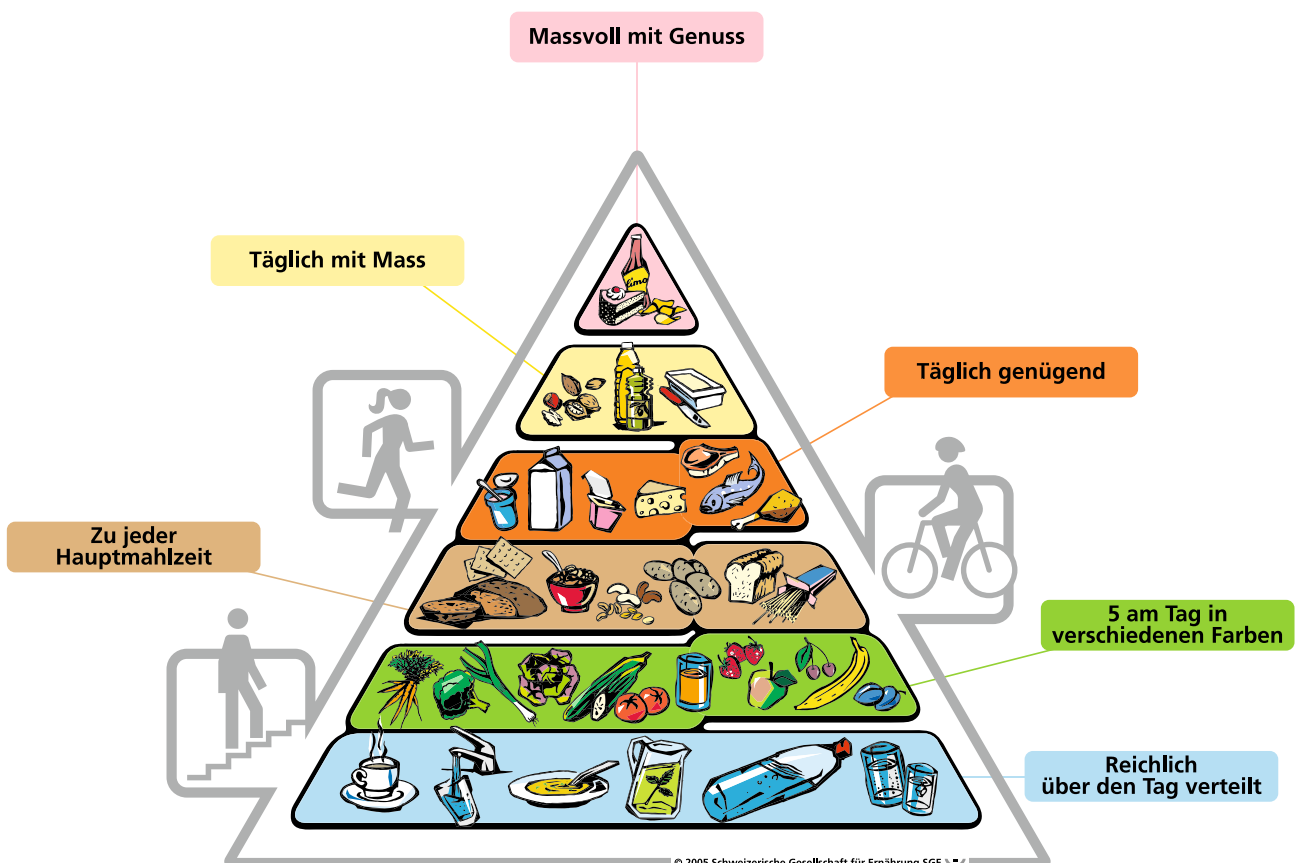 Massvoll mit Genuss
Täglich mit Mass
Limo
Täglich genügend
Zu jeder
Hauptmahlzeit
5 am Tag in
verschiedenen Farben
Reichlich
über den Tag verteilt
© 2005 Schweizerische Gesellschaft für Ernährung SGE